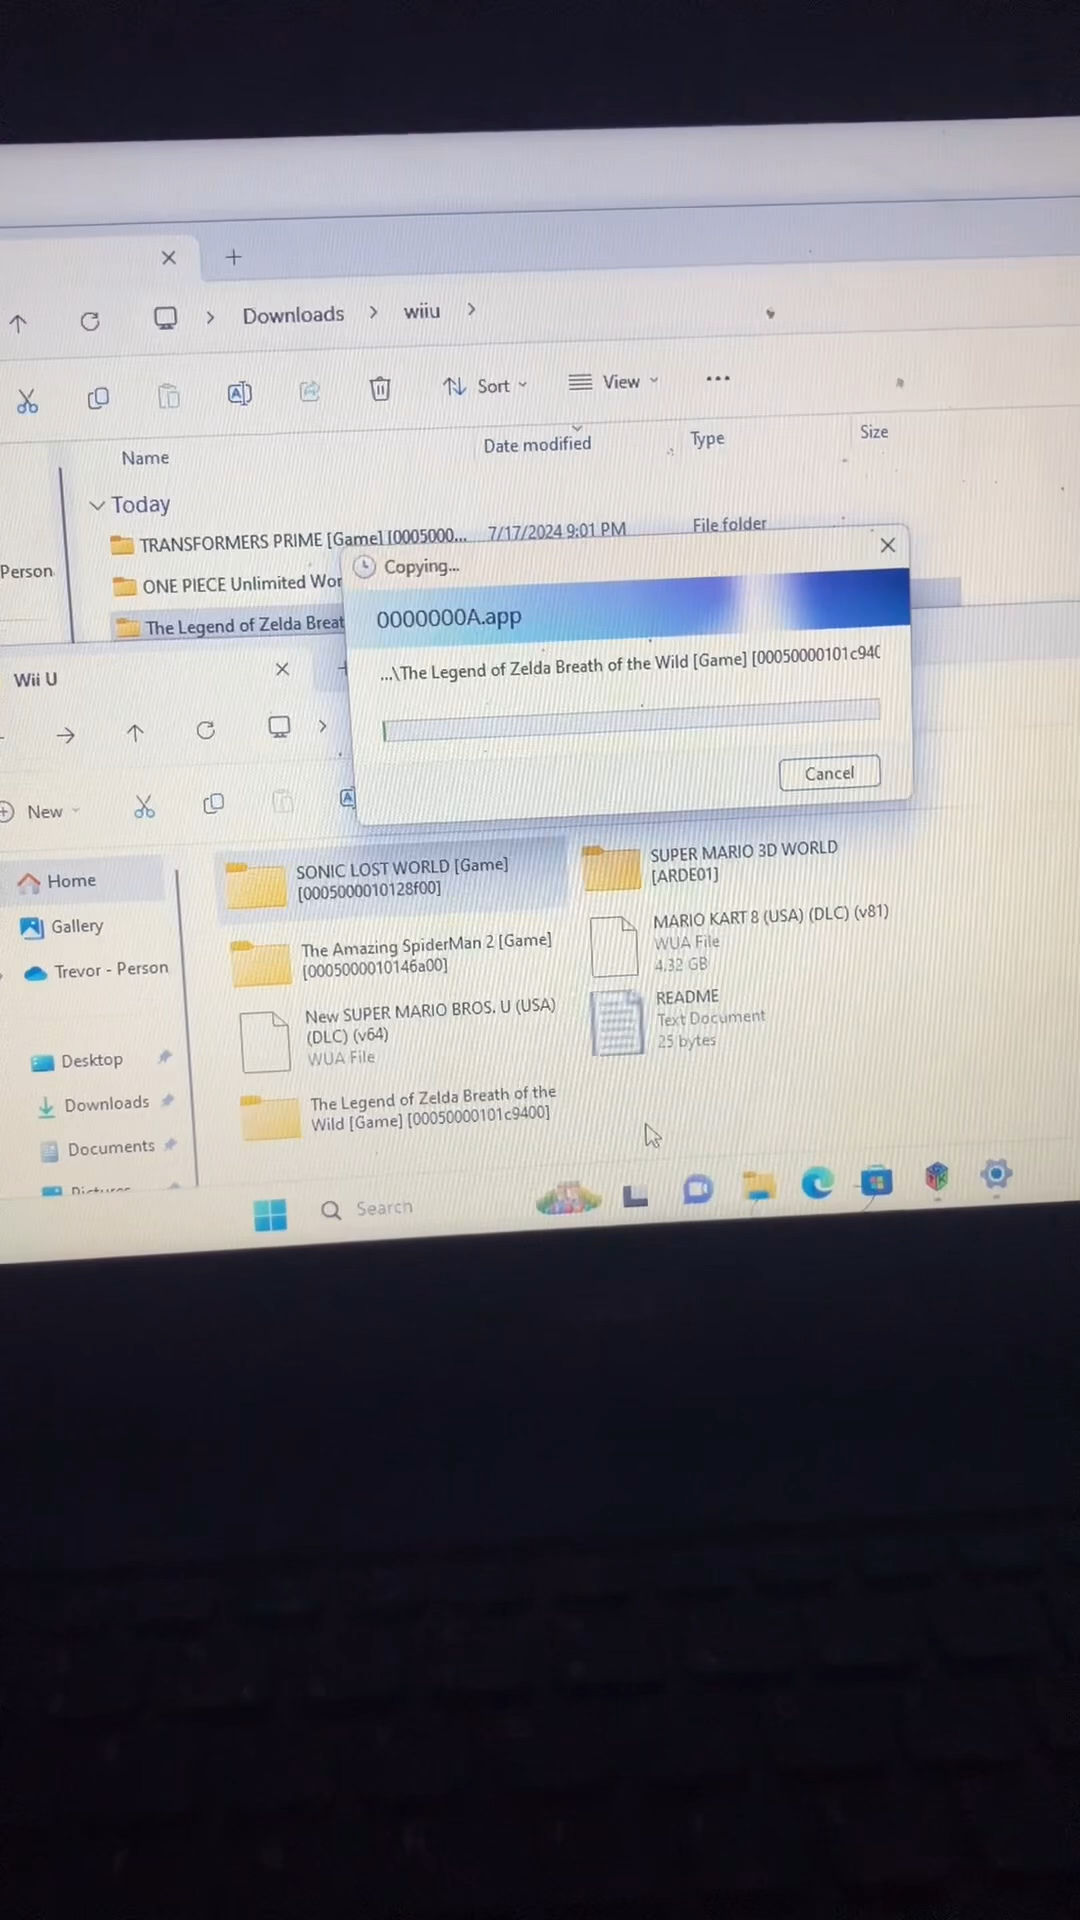 Downloads > wiiu >
Sort View ...
Name Date modified Type Size
Today
TRANSFORMERS PRIME [Game] [0005000... 7/17/2024 9:01 PM File folder
Person
ONE PIECE Unlimited Wor
The Legend of Zelda Breat
Copying...
0000000A.app
...\The Legend of Zelda Breath of the Wild [Game] [00050000101c940
Cancel
Wii U
New
Home
Gallery
Trevor - Person
Desktop
Downloads
Documents
Pictures
SONIC LOST WORLD [Game]
[0005000010128f00]
SUPER MARIO 3D WORLD
[ARDE01]
The Amazing SpiderMan 2 [Game]
[0005000010146a00]
MARIO KART 8 (USA) (DLC) (v81)
WUA File
4.32 GB
New SUPER MARIO BROS. U (USA)
(DLC) (v64)
WUA File
README
Text Document
25 bytes
The Legend of Zelda Breath of the
Wild [Game] [00050000101c9400]
Search